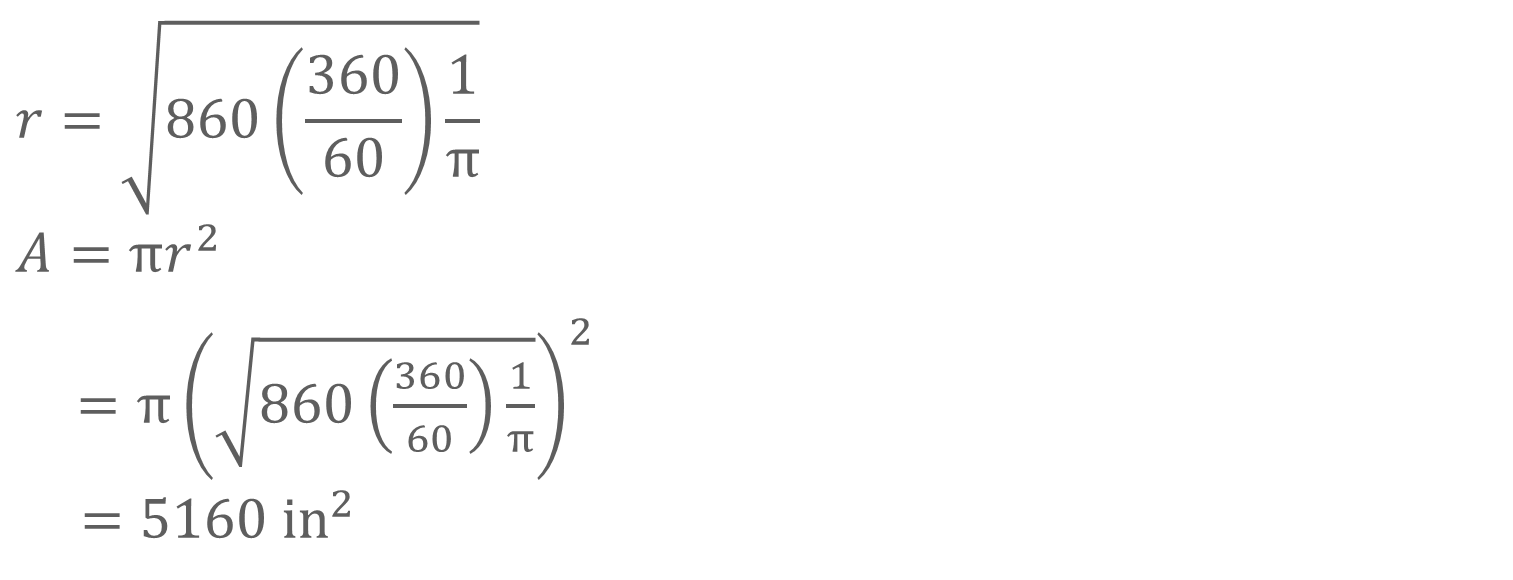 r = √(860 (360/60) 1/π)
A = πr²
= π (√(860 (360/60) 1/π))²
= 5160 in²